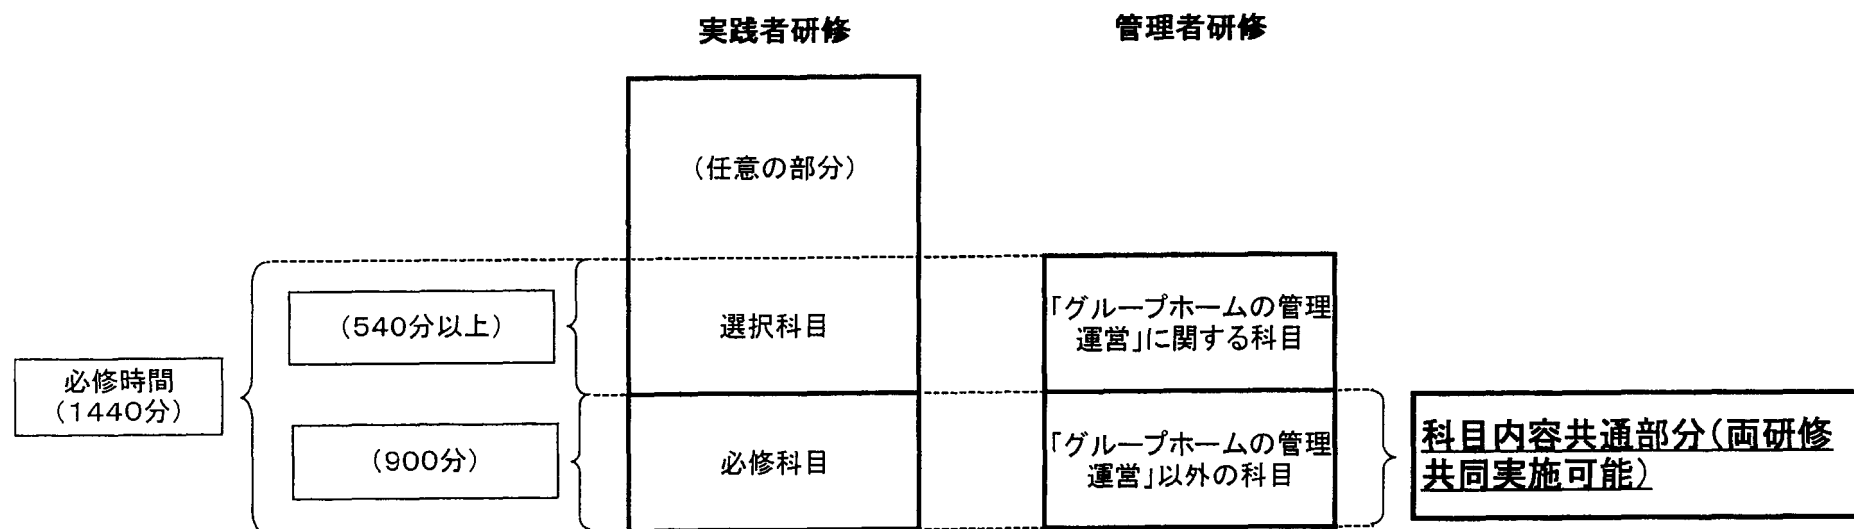 実践者研修
管理者研修
(任意の部分)
(540分以上)
選択科目
「グループホームの管理
運営」に関する科目
必修時間
(1440分)
(900分)
必修科目
「グループホームの管理
運営」以外の科目
科目内容共通部分(両研修
共同実施可能)